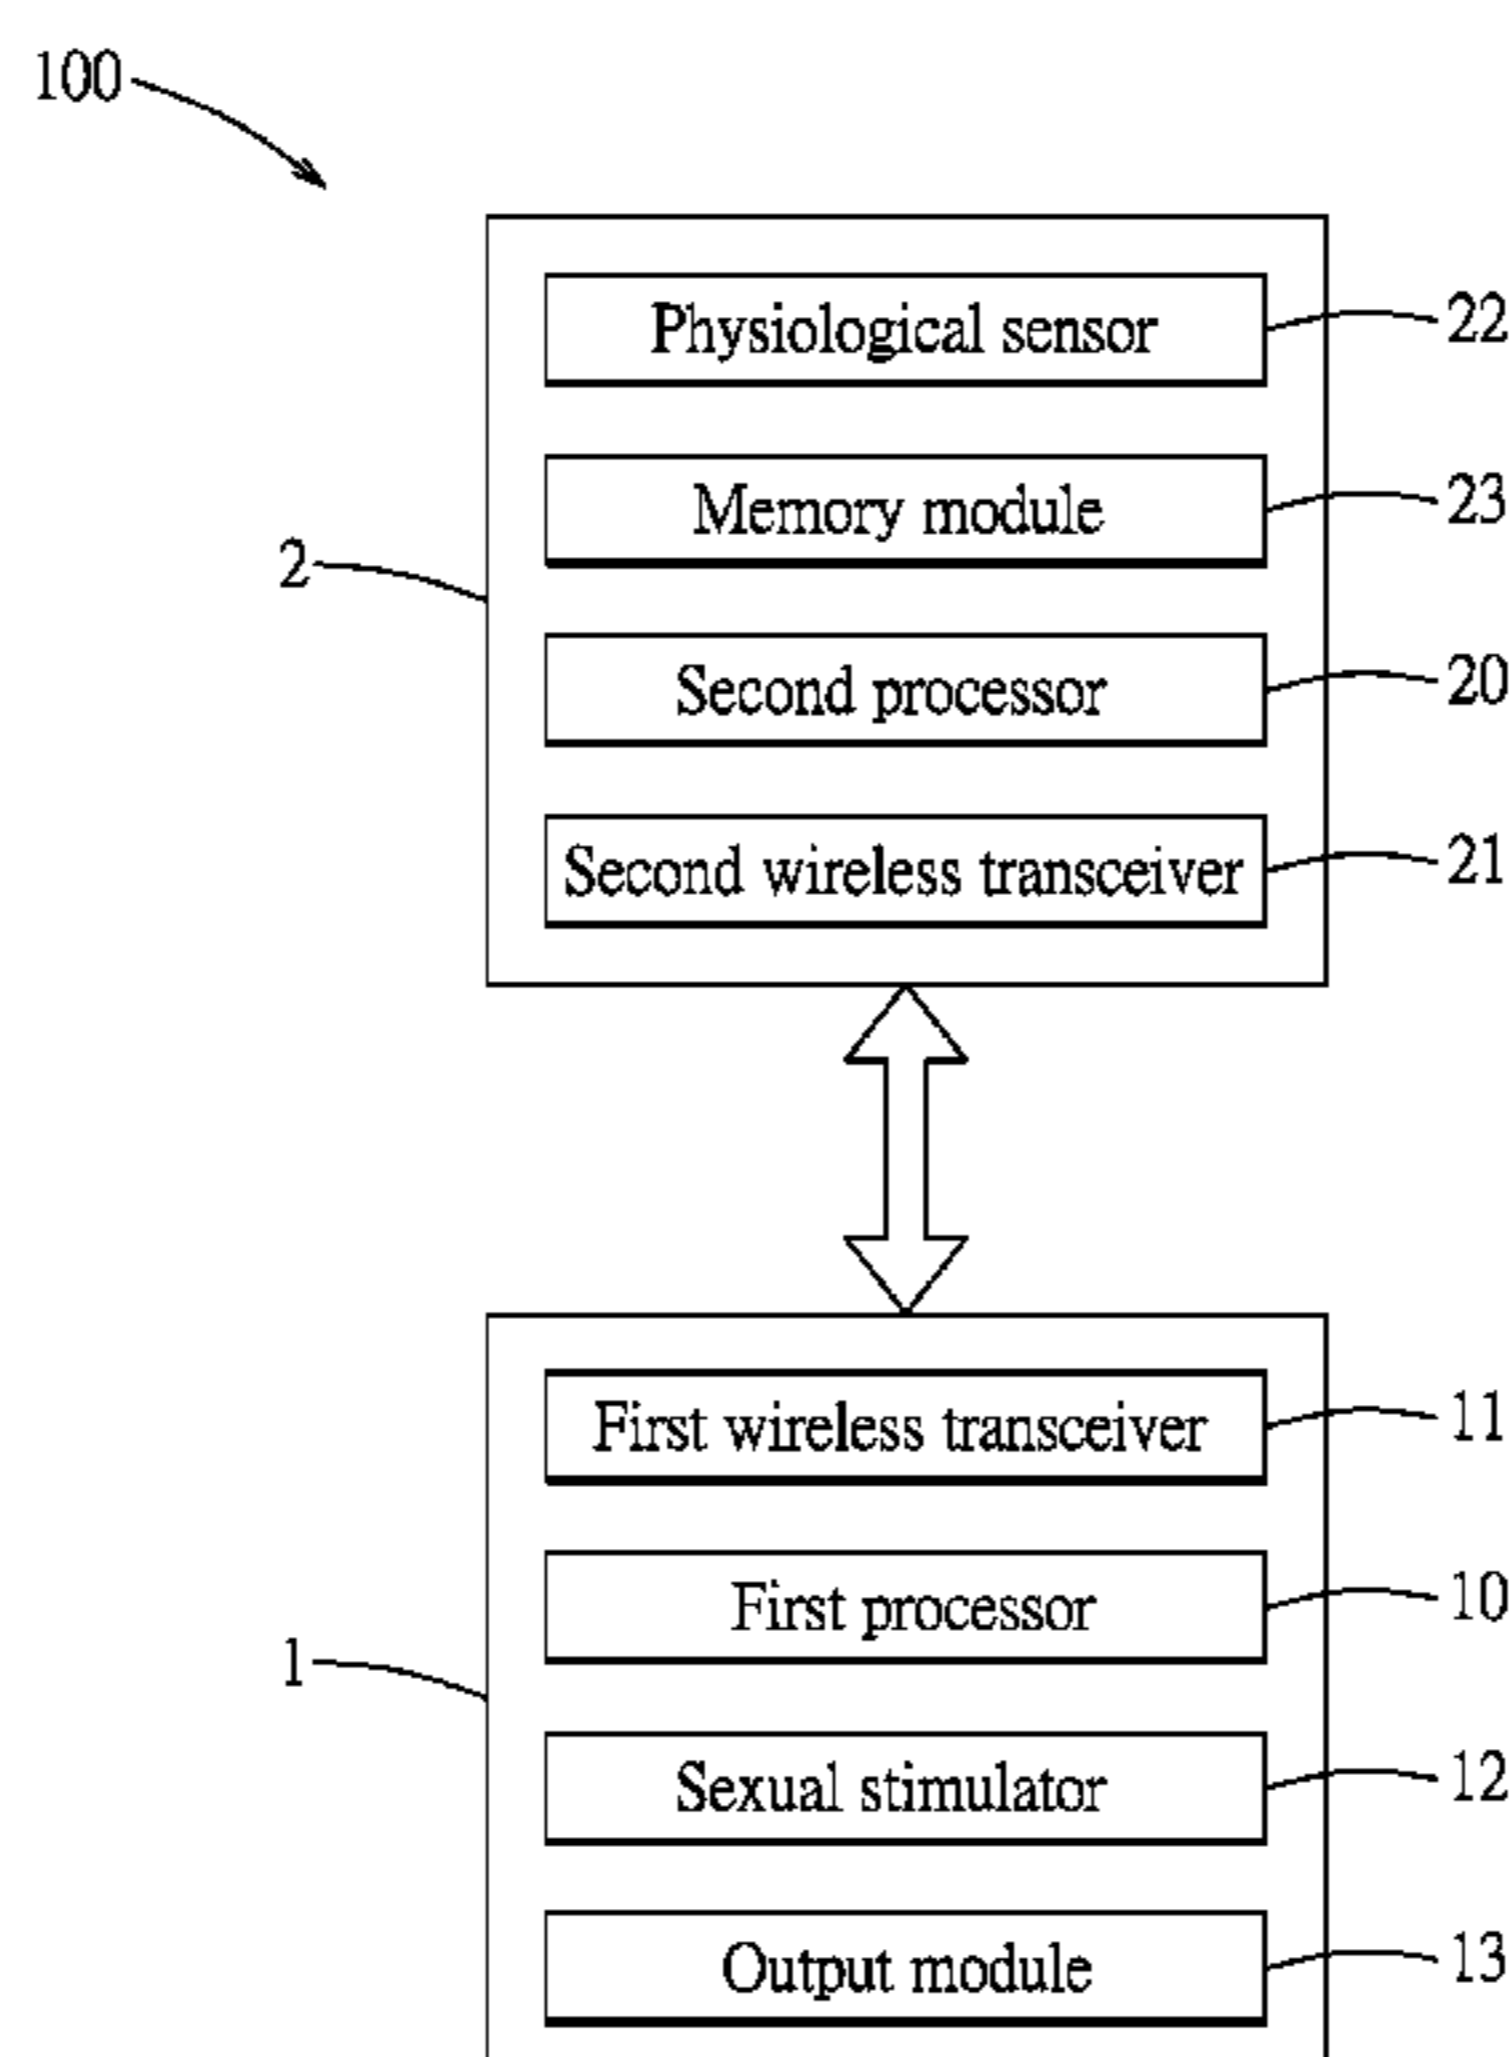 100
Physiological sensor 22
Memory module 23
2
Second processor 20
Second wireless transceiver 21
First wireless transceiver 11
First processor 10
1
Sexual stimulator 12
Output module 13